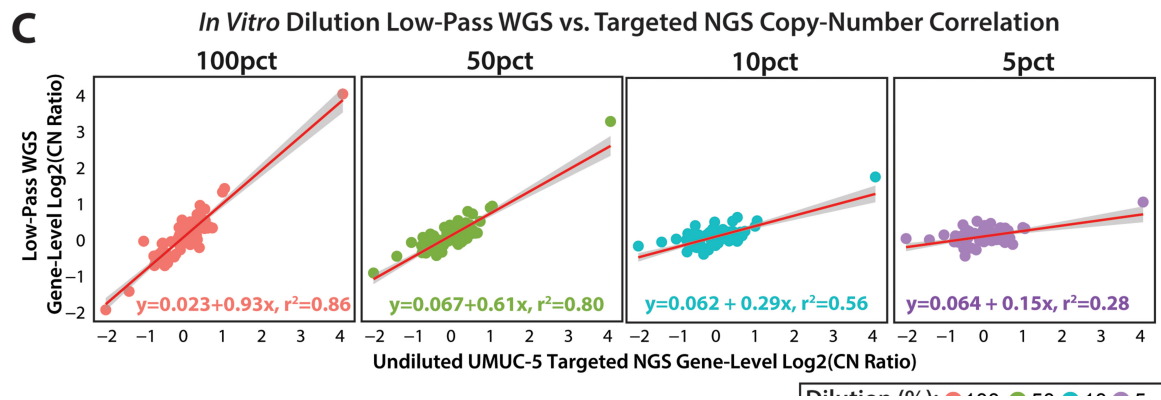 C
In Vitro Dilution Low-Pass WGS vs. Targeted NGS Copy-Number Correlation
100pct 50pct 10pct 5pct
Low-Pass WGS
Gene-Level Log2(CN Ratio)
4
3
2
1
0
−1
−2
y=0.023+0.93x, r²=0.86 y=0.067+0.61x, r²=0.80 y=0.062 + 0.29x, r²=0.56 y=0.064 + 0.15x, r²=0.28
−2 −1 0 1 2 3 4 −2 −1 0 1 2 3 4 −2 −1 0 1 2 3 4 −2 −1 0 1 2 3 4
Undiluted UMUC-5 Targeted NGS Gene-Level Log2(CN Ratio)
Dilution (%): 100 50 10 5